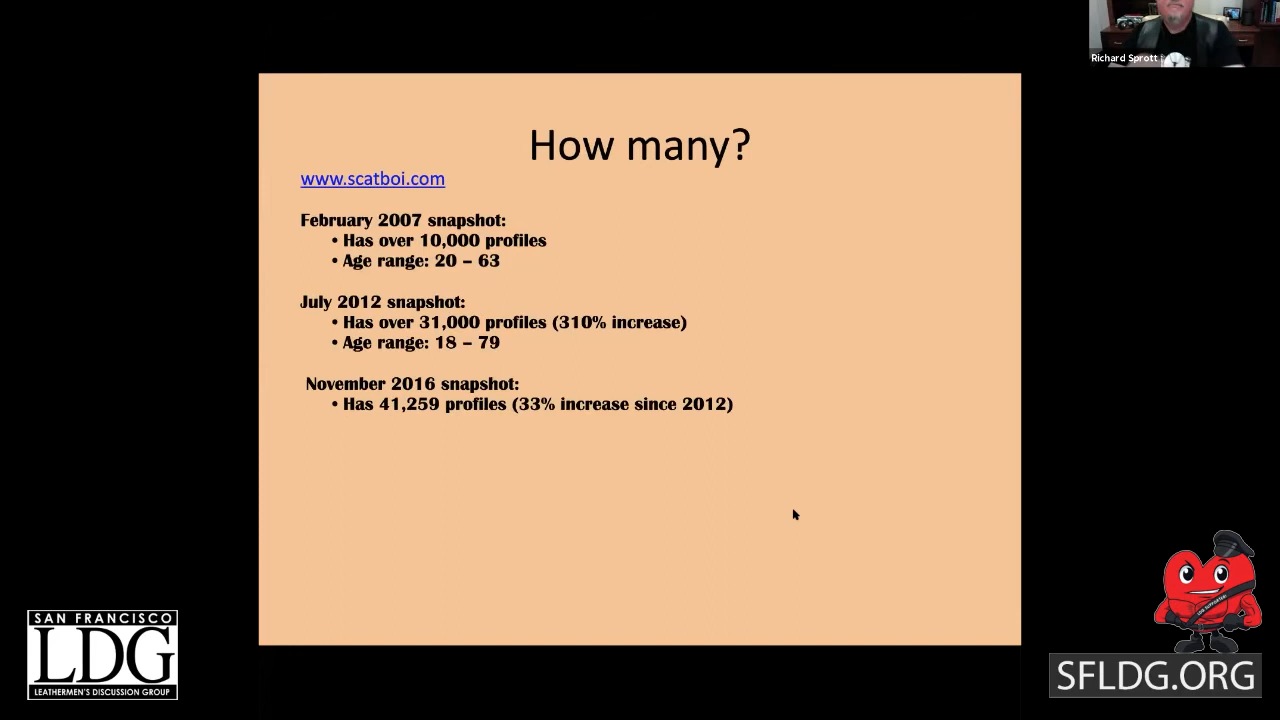 Richard Sprott
How many?
www.scatboi.com
February 2007 snapshot:
• Has over 10,000 profiles
• Age range: 20 – 63
July 2012 snapshot:
• Has over 31,000 profiles (310% increase)
• Age range: 18 – 79
November 2016 snapshot:
• Has 41,259 profiles (33% increase since 2012)
SAN FRANCISCO
LDG
LEATHERMEN'S DISCUSSION GROUP
LDG SUPPORTER!
SFLDG.ORG